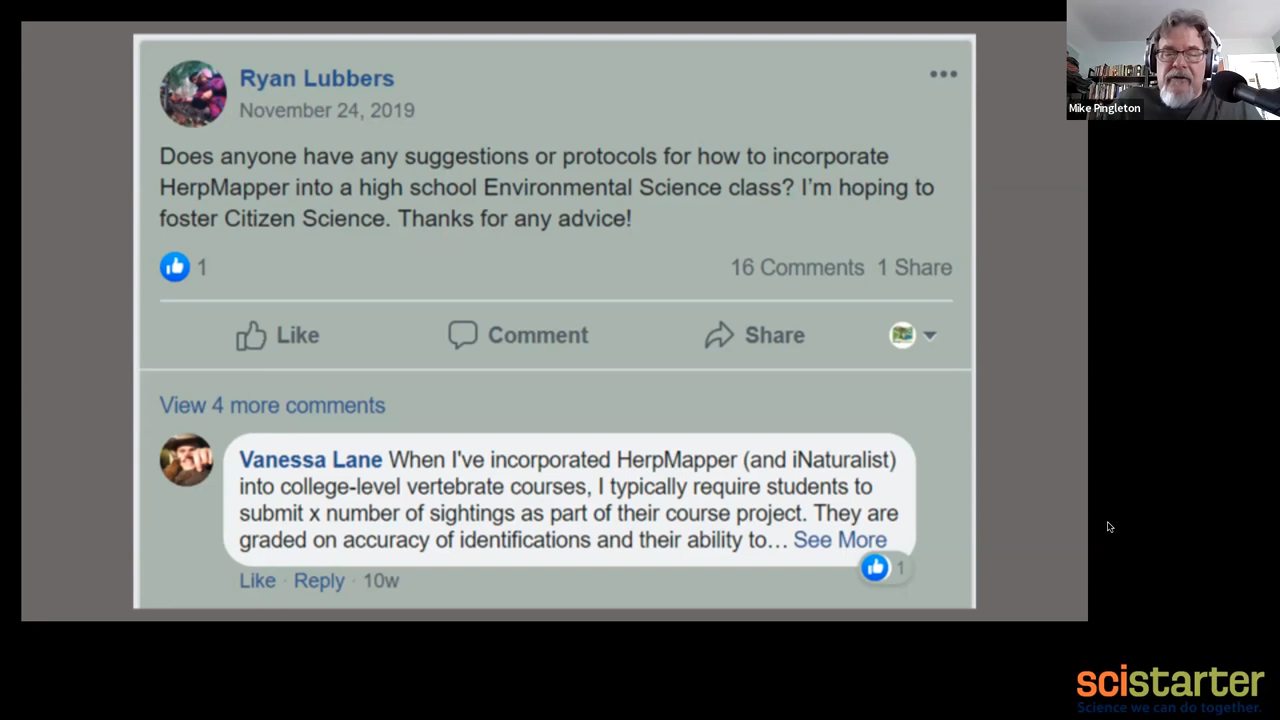 Ryan Lubbers
November 24, 2019
Does anyone have any suggestions or protocols for how to incorporate
HerpMapper into a high school Environmental Science class? I'm hoping to
foster Citizen Science. Thanks for any advice!
1
16 Comments 1 Share
Like Comment Share
View 4 more comments
Vanessa Lane When I've incorporated HerpMapper (and iNaturalist)
into college-level vertebrate courses, I typically require students to
submit x number of sightings as part of their course project. They are
graded on accuracy of identifications and their ability to... See More
1
Like · Reply · 10w
Mike Pingleton
scistarter
Science we can do together.